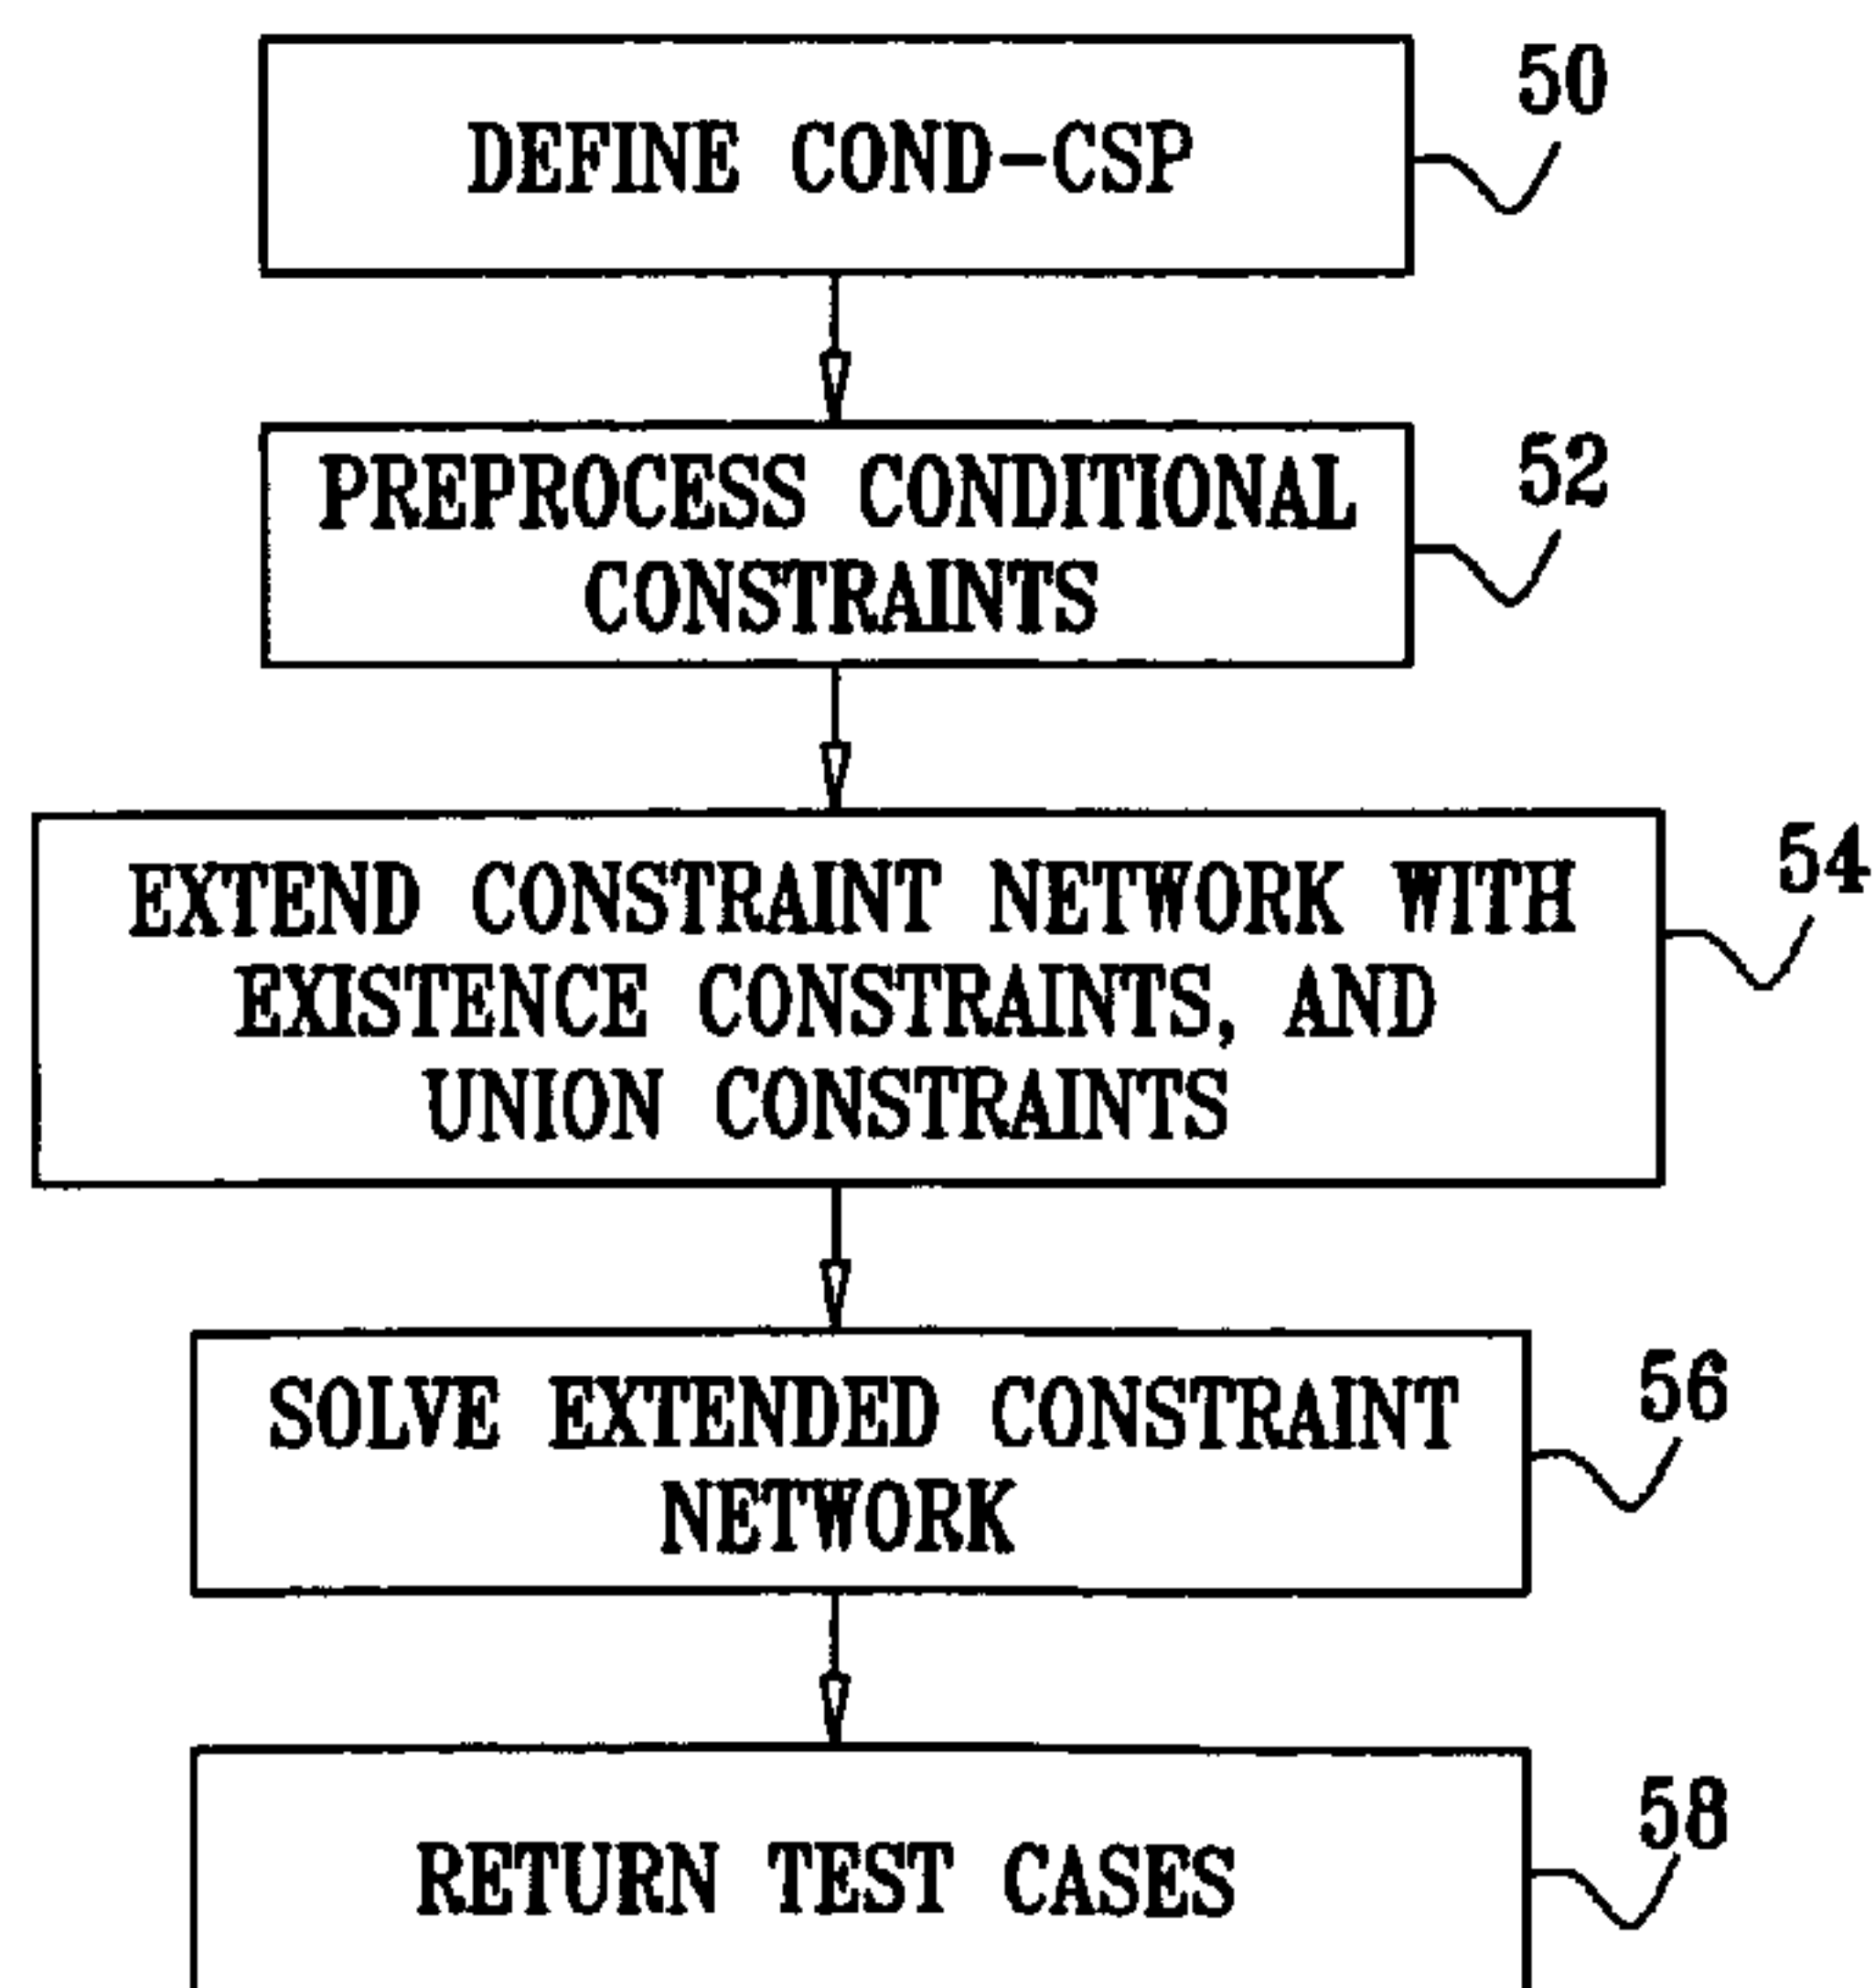 50
DEFINE COND-CSP
52
PREPROCESS CONDITIONAL
CONSTRAINTS
54
EXTEND CONSTRAINT NETWORK WITH
EXISTENCE CONSTRAINTS, AND
UNION CONSTRAINTS
56
SOLVE EXTENDED CONSTRAINT
NETWORK
58
RETURN TEST CASES